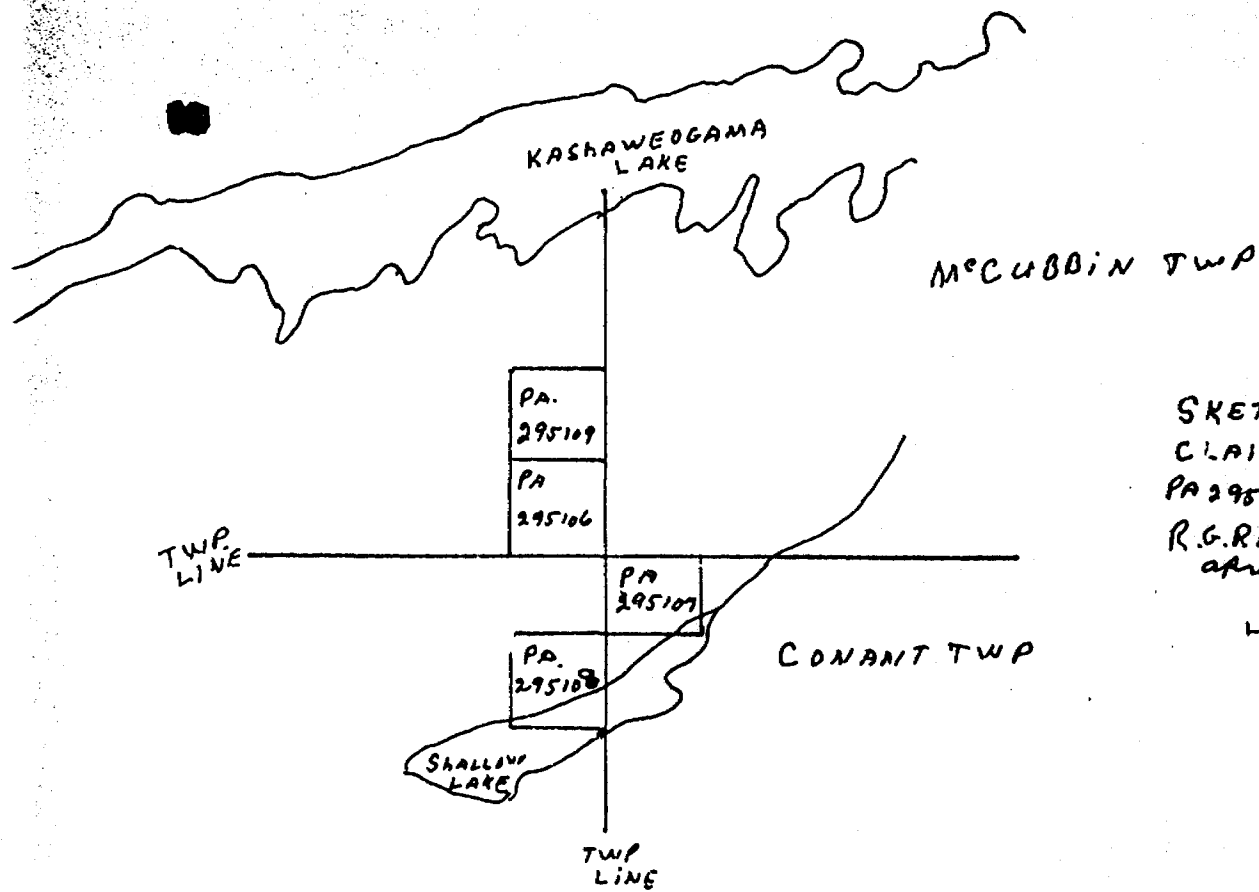 KASHAWEOGAMA
LAKE
McCUBBIN TWP
PA.
295109
PA
295106
TWP.
LINE
PA
295107
PA.
295108
CONANT TWP
SHALLOW
LAKE
TWP
LINE
SKET
CLAI
PA 295
R.G.R